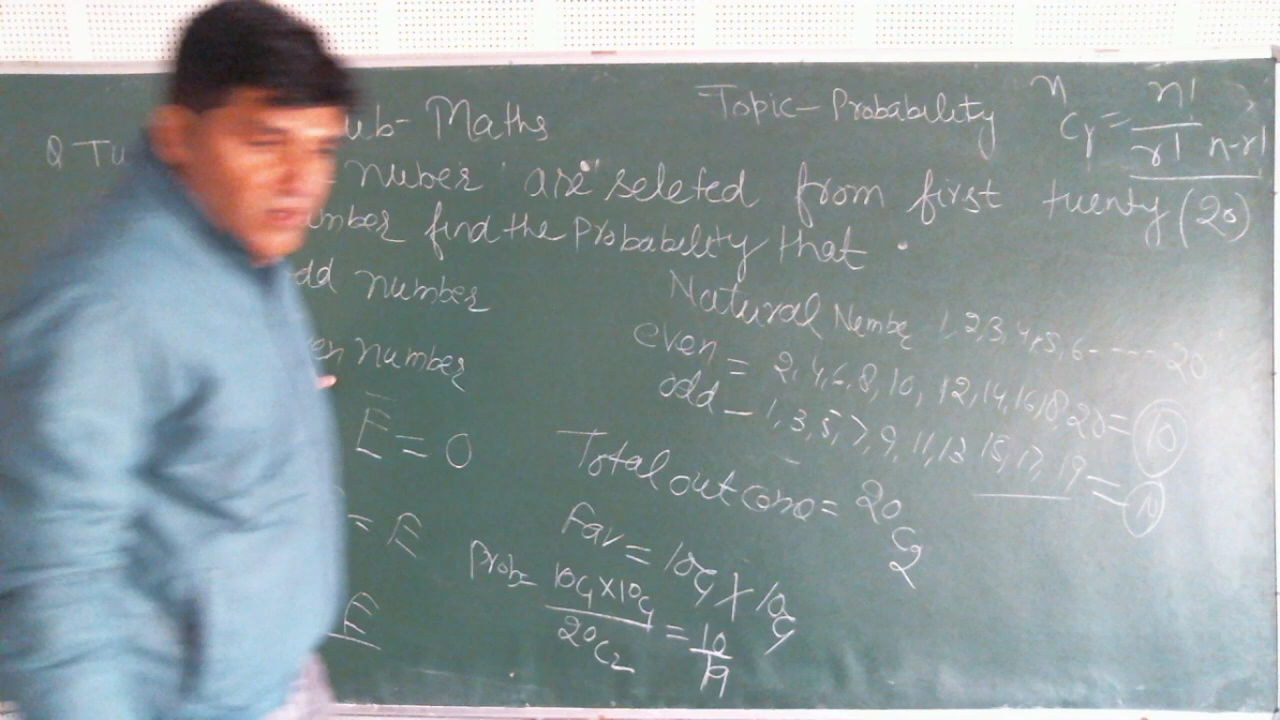 ub- Maths
Topic- Probability
n
Cr = n!
r! n-r!
Q Tu
nuber are seleted from first twenty (20)
mber find the Probability that .
dd number
en number
Natural Nembe 1,2,3,4,5,6-----20
even = 2,4,6,8,10, 12,14,16,18,20= 10
odd - 1,3,5,7,9,11,13 15,17,19 = 10
E = 0
= E
E
Total out come = 20C2
Fav = 10C1 X 10C1
Prob = 10C1 X 10C1
20C2
= 10
19